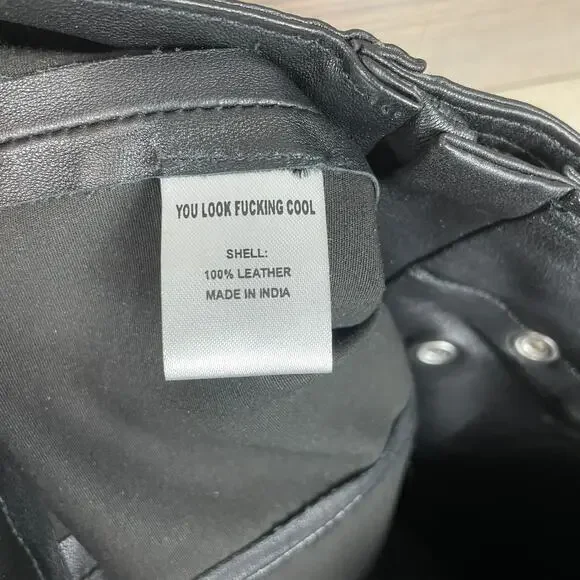 YOU LOOK FUCKING COOL
SHELL:
100% LEATHER
MADE IN INDIA